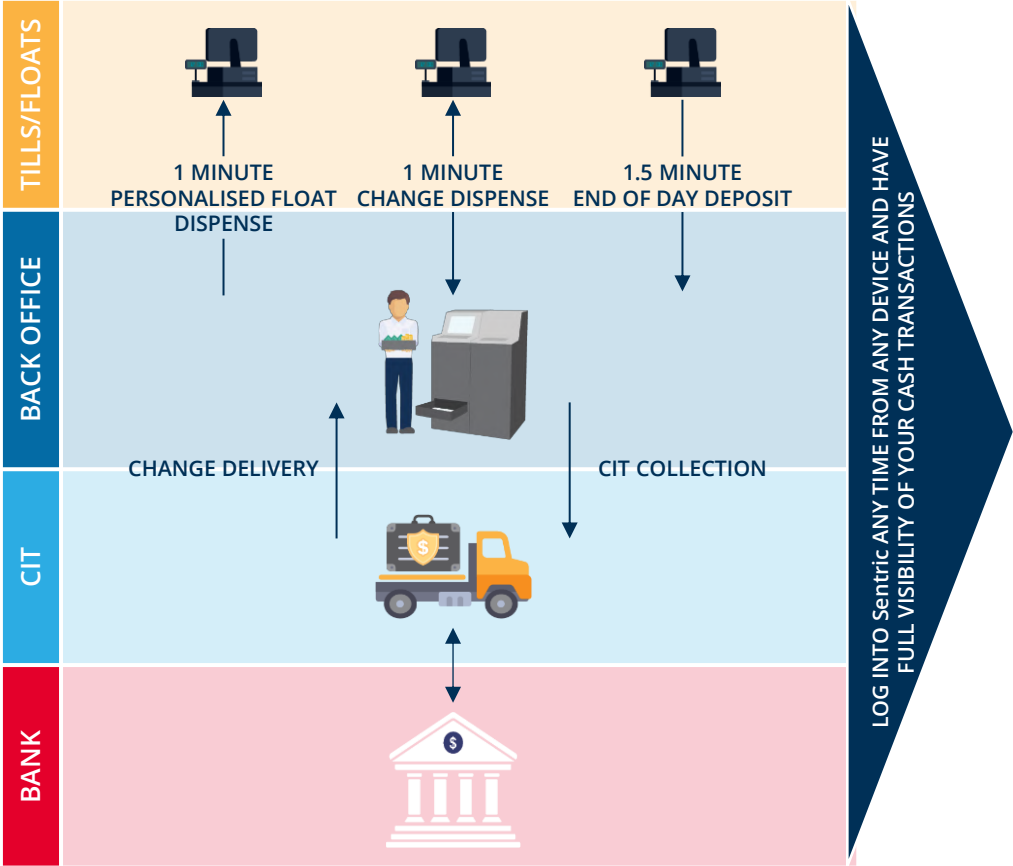 TILLS/FLOATS
1 MINUTE
PERSONALISED FLOAT
DISPENSE
1 MINUTE
CHANGE DISPENSE
1.5 MINUTE
END OF DAY DEPOSIT
BACK OFFICE
CHANGE DELIVERY
CIT COLLECTION
CIT
$
BANK
$
LOG INTO Sentric ANY TIME FROM ANY DEVICE AND HAVE
FULL VISIBILITY OF YOUR CASH TRANSACTIONS